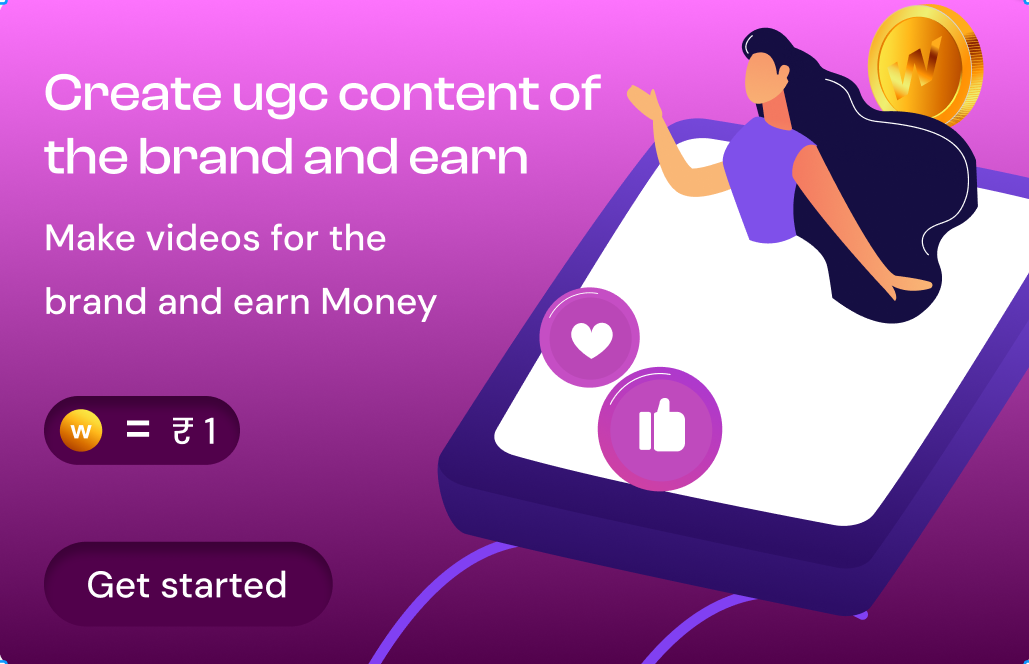 Create ugc content of
the brand and earn
Make videos for the
brand and earn Money
W
w = ₹ 1
Get started